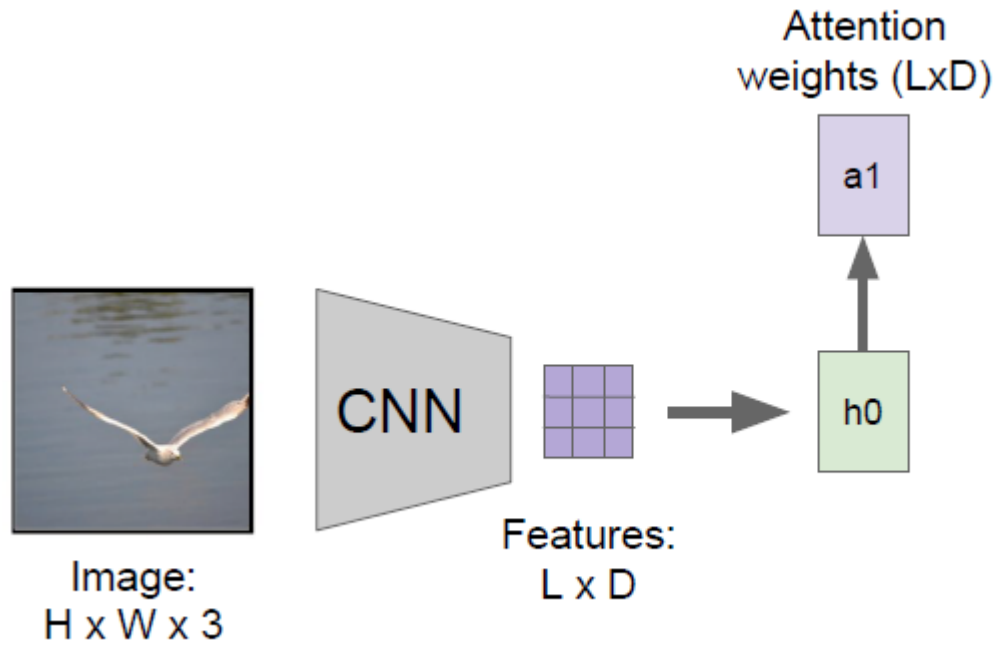 Attention
weights (LxD)
a1
CNN
h0
Features:
L x D
Image:
H x W x 3